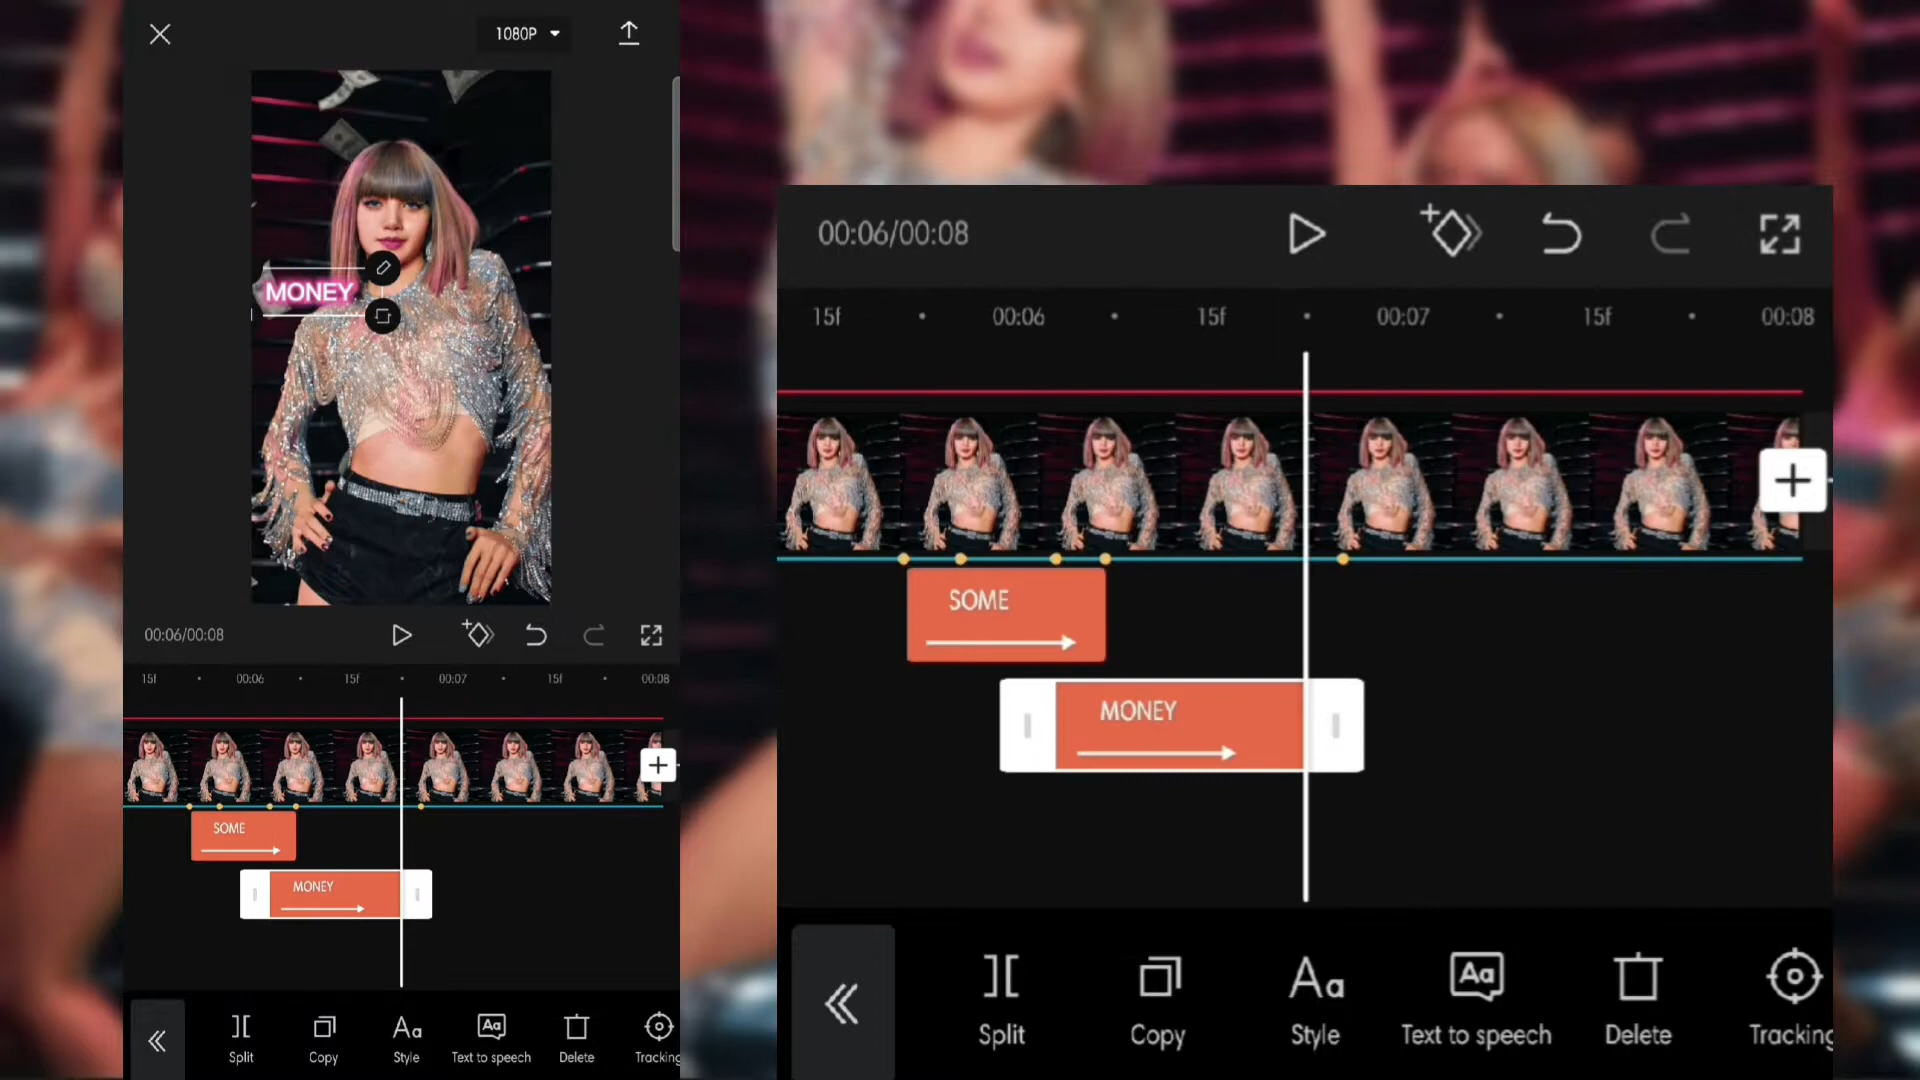 1080P
MONEY
00:06/00:08
15f 00:06 15f 00:07 15f 00:08
SOME
MONEY
Split Copy Style Text to speech Delete Tracking
00:06/00:08
15f 00:06 15f 00:07 15f 00:08
SOME
MONEY
Aa Aa
Split Copy Style Text to speech Delete Tracking